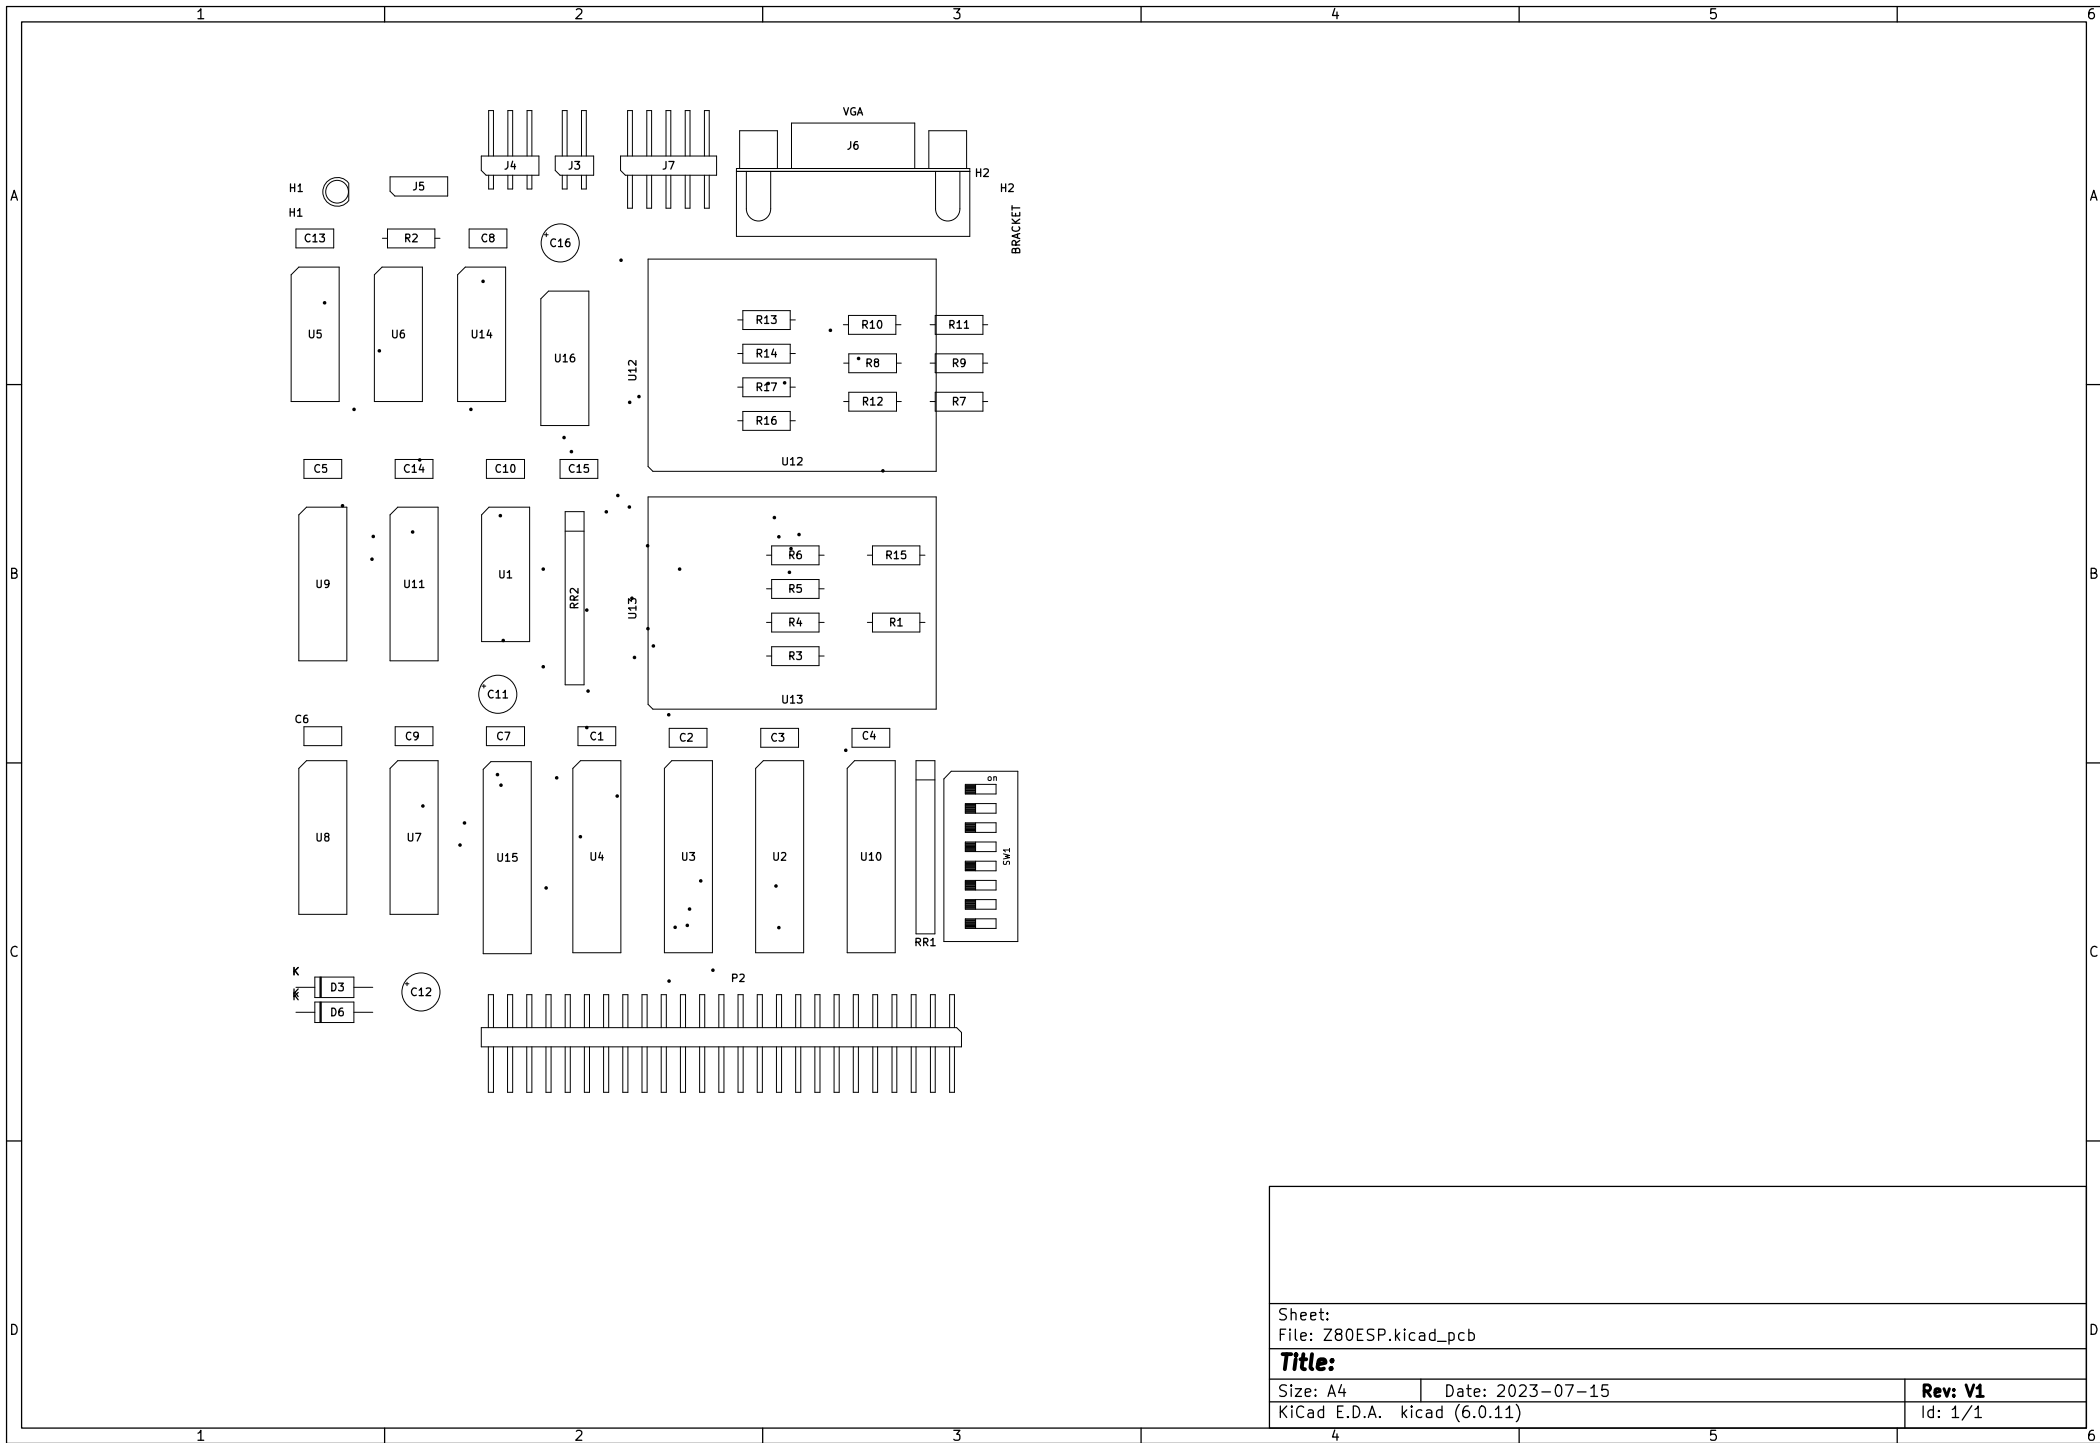 1 2 3 4 5 6
VGA
J6
J4 J3 J7
H2
H1 J5 H2
A A
H1
BRACKET
C13 R2 C8 +C16
R13 R10 R11
U5 U6 U14
R14
U16 U12 R8 R9
R17
R12 R7
R16
U12
C5 C14 C10 C15
R6 R15
B B
U9 U11 U1
R5
RR2 U13
R4 R1
R3
+C11
U13
C6
C9 C7 C1 C2 C3 C4
on
U8 U7 U15 U4 U3 U2 U10 SW1
RR1
C C
K
P2
D3
K
K
+C12
D6
Sheet:
D File: Z80ESP.kicad_pcb D
Title:
Size: A4 Date: 2023-07-15 Rev: V1
KiCad E.D.A. kicad (6.0.11) Id: 1/1
1 2 3 4 5 6